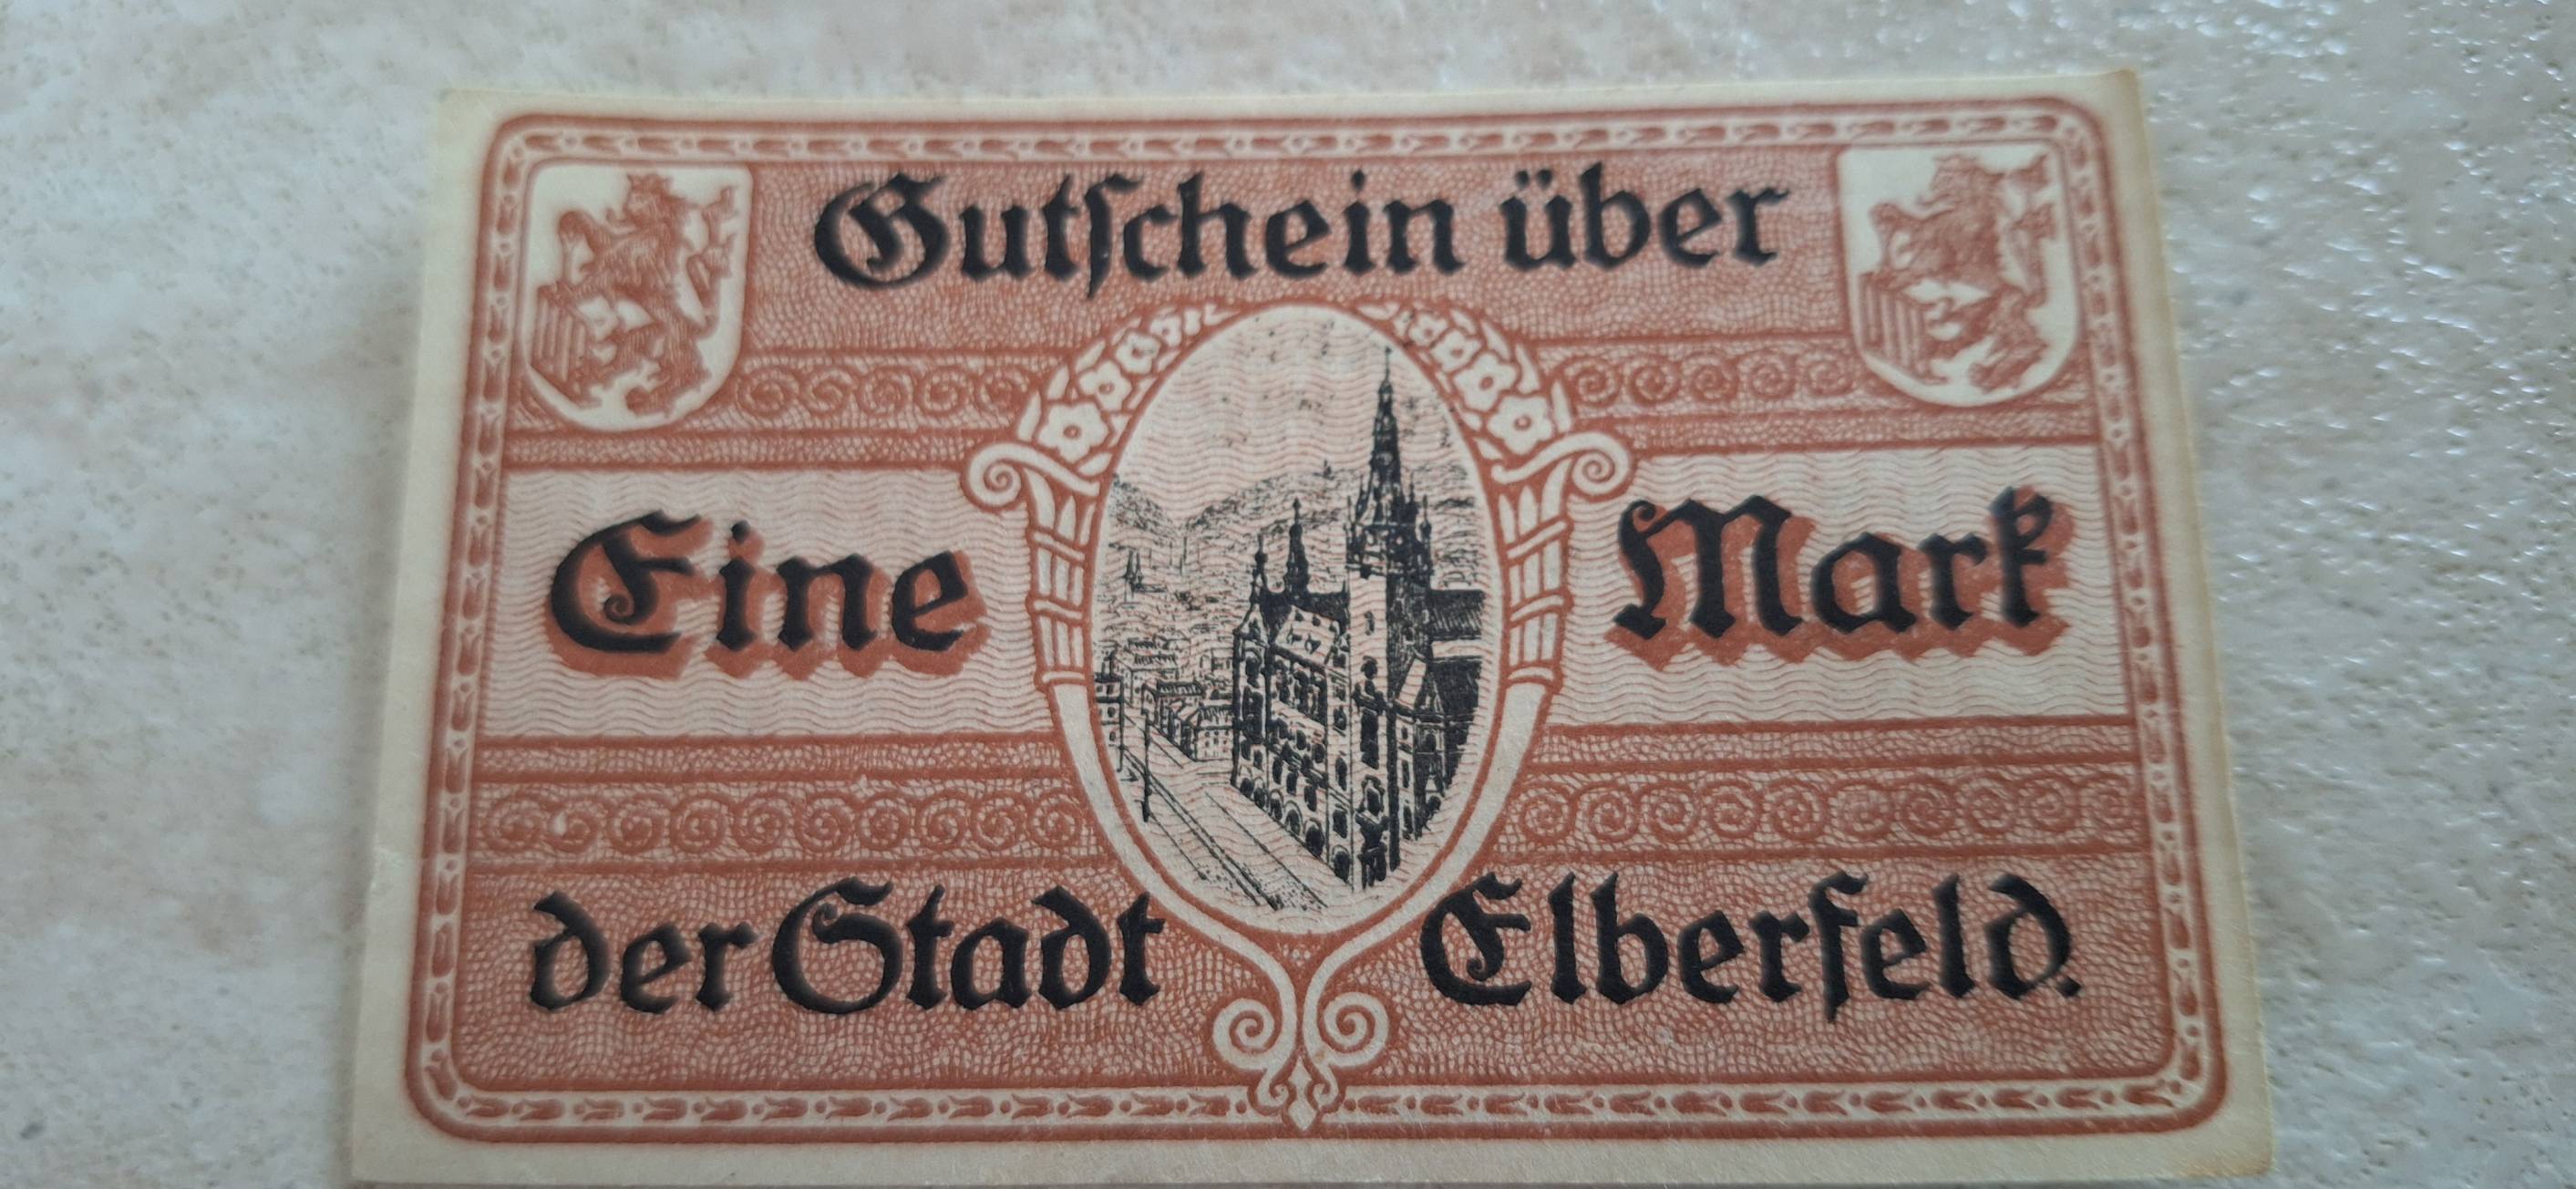 Gutſchein über
Eine Mark
der Stadt Elberfeld.